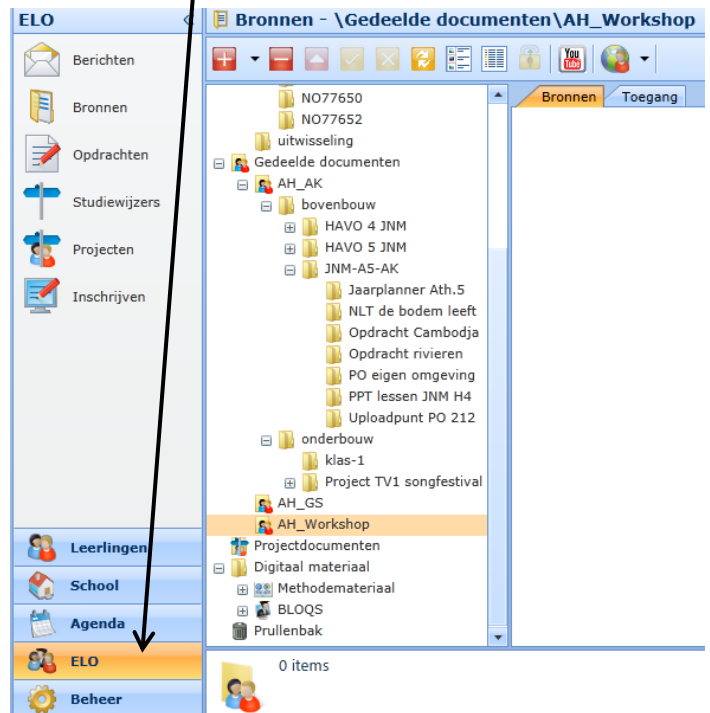 ELO «
Berichten
Bronnen
Opdrachten
Studiewijzers
Projecten
Inschrijven
Leerlingen
School
Agenda
ELO
Beheer
Bronnen - \Gedeelde documenten\AH_Workshop
You Tube
NO77650
NO77652
uitwisseling
Gedeelde documenten
AH_AK
bovenbouw
HAVO 4 JNM
HAVO 5 JNM
JNM-A5-AK
Jaarplanner Ath.5
NLT de bodem leeft
Opdracht Cambodja
Opdracht rivieren
PO eigen omgeving
PPT lessen JNM H4
Uploadpunt PO 212
onderbouw
klas-1
Project TV1 songfestival
AH_GS
AH_Workshop
Projectdocumenten
Digitaal materiaal
Methodemateriaal
BLOQS
Prullenbak
Bronnen Toegang
0 items